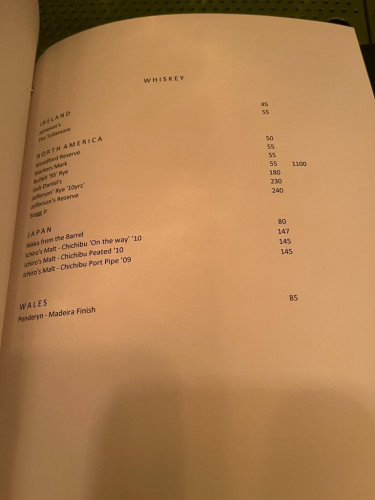 WHISKEY
IRELAND
Jameson's 45
Tullamore 55
NORTH AMERICA
Woodford Reserve 50
Markers Mark 55
Bulleit '95' Rye 55
Jack Daniel's 55 1100
Jefferson' Rye '10yrs' 180
Jefferson's Reserve 230
Stagg Jr 240
JAPAN
Nikka from the Barrel 80
Ichiro's Malt - Chichibu 'On the way' '10 147
Ichiro's Malt - Chichibu Peated '10 145
Ichiro's Malt - Chichibu Port Pipe '09 145
WALES
Penderyn - Madeira Finish 85